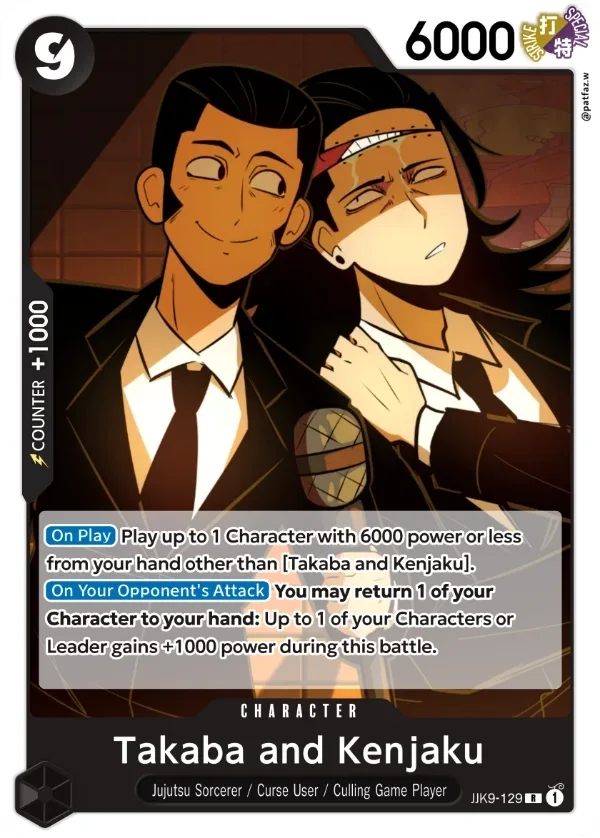 9
6000
STRIKE 打 特 SPECIAL
@patfaz.w
COUNTER +1000
On Play Play up to 1 Character with 6000 power or less
from your hand other than [Takaba and Kenjaku].
On Your Opponent's Attack You may return 1 of your
Character to your hand: Up to 1 of your Characters or
Leader gains +1000 power during this battle.
CHARACTER
Takaba and Kenjaku
Jujutsu Sorcerer / Curse User / Culling Game Player
JJK9-129 R 1